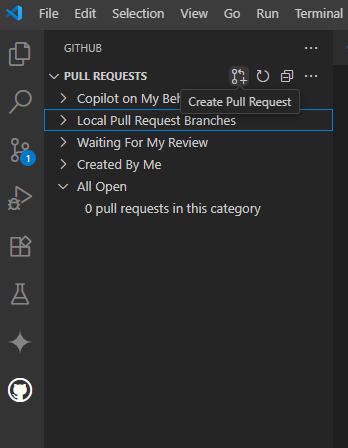 File Edit Selection View Go Run Terminal
GITHUB
PULL REQUESTS
Copilot on My Beh
Create Pull Request
Local Pull Request Branches
Waiting For My Review
Created By Me
All Open
0 pull requests in this category
1